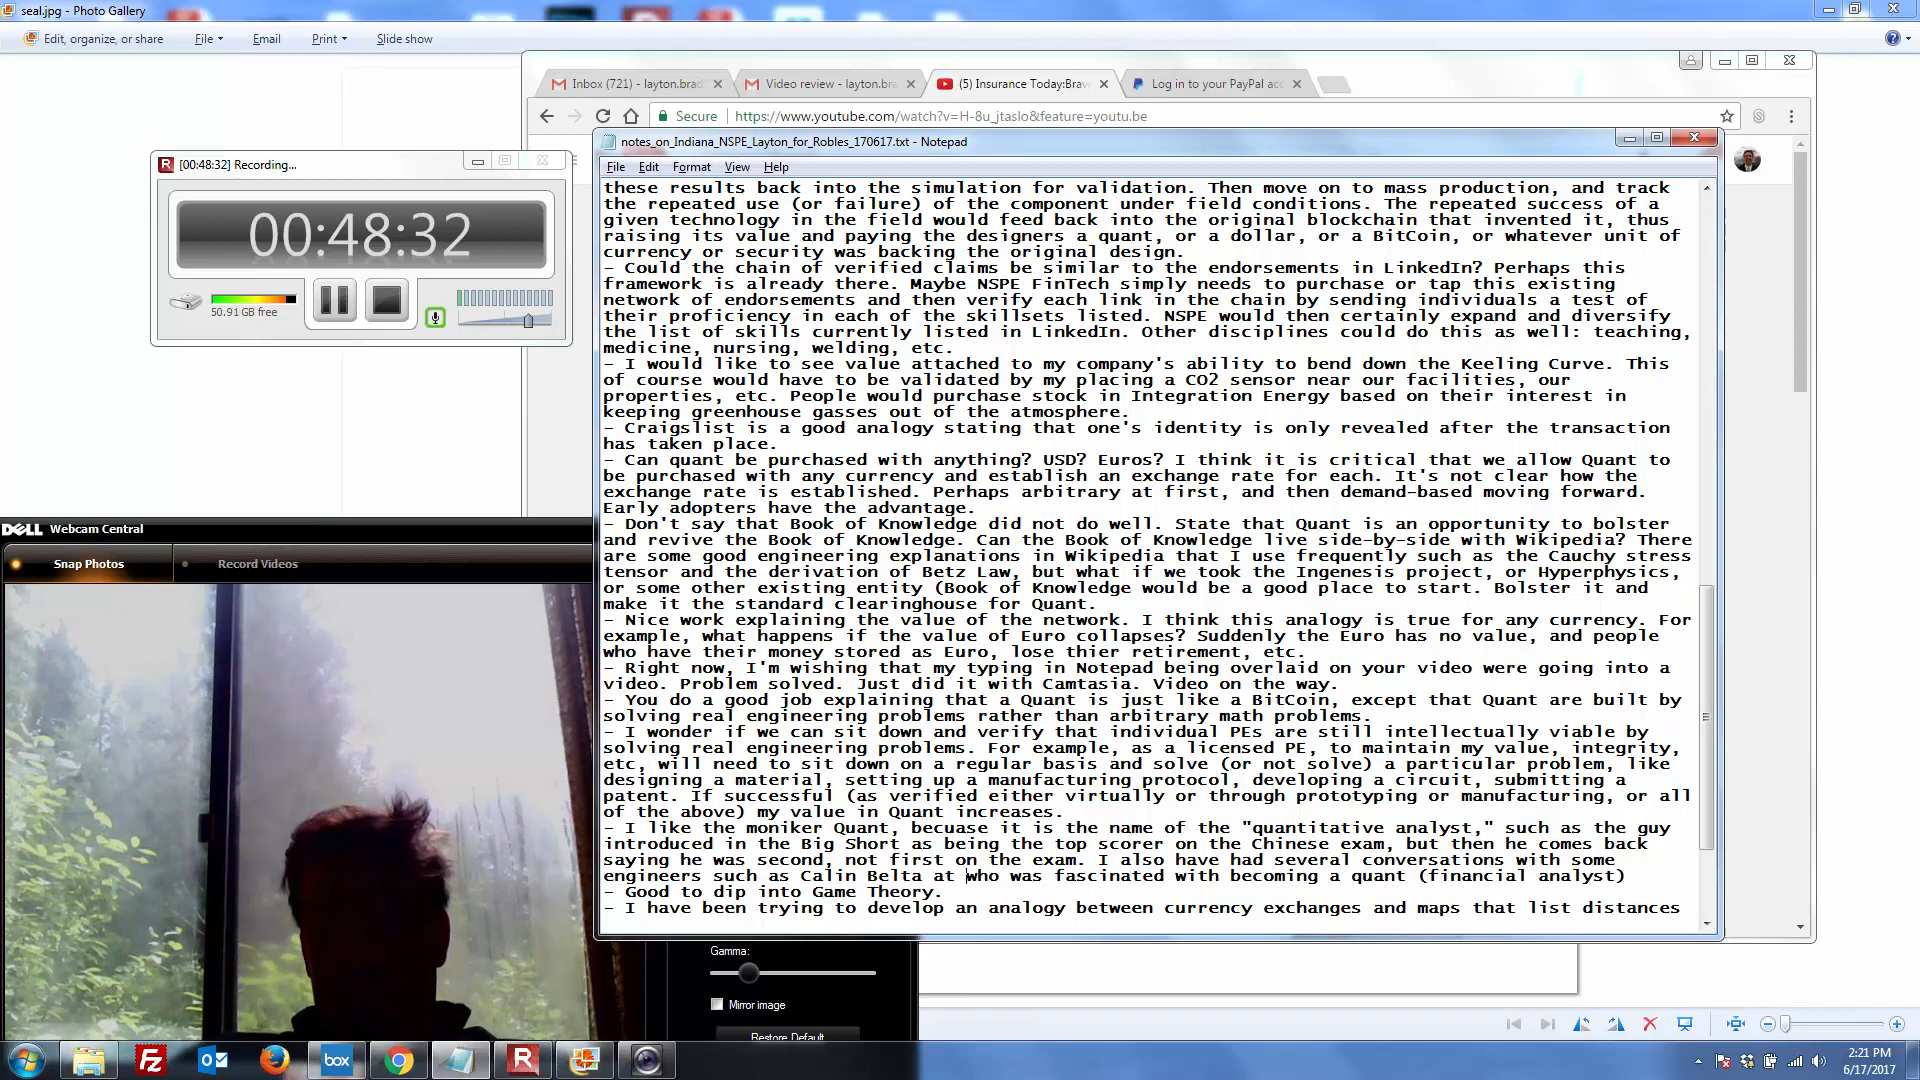 seal.jpg - Photo Gallery
Edit, organize, or share
File
Email
Print
Slide show
Inbox (721) - layton.brad
Video review - layton.bra
(5) Insurance Today:Brave
Log in to your PayPal acc
Secure
https://www.youtube.com/watch?v=H-8u_jtaslo&feature=youtu.be
notes_on_Indiana_NSPE_Layton_for_Robles_170617.txt - Notepad
File Edit Format View Help
[00:48:32] Recording...
00:48:32
50.91 GB free
these results back into the simulation for validation. Then move on to mass production, and track
the repeated use (or failure) of the component under field conditions. The repeated success of a
given technology in the field would feed back into the original blockchain that invented it, thus
raising its value and paying the designers a quant, or a dollar, or a BitCoin, or whatever unit of
currency or security was backing the original design.
- Could the chain of verified claims be similar to the endorsements in LinkedIn? Perhaps this
framework is already there. Maybe NSPE FinTech simply needs to purchase or tap this existing
network of endorsements and then verify each link in the chain by sending individuals a test of
their proficiency in each of the skillsets listed. NSPE would then certainly expand and diversify
the list of skills currently listed in LinkedIn. Other disciplines could do this as well: teaching,
medicine, nursing, welding, etc.
- I would like to see value attached to my company's ability to bend down the Keeling Curve. This
of course would have to be validated by my placing a CO2 sensor near our facilities, our
properties, etc. People would purchase stock in Integration Energy based on their interest in
keeping greenhouse gasses out of the atmosphere.
- Craigslist is a good analogy stating that one's identity is only revealed after the transaction
has taken place.
- Can quant be purchased with anything? USD? Euros? I think it is critical that we allow Quant to
be purchased with any currency and establish an exchange rate for each. It's not clear how the
exchange rate is established. Perhaps arbitrary at first, and then demand-based moving forward.
Early adopters have the advantage.
- Don't say that Book of Knowledge did not do well. State that Quant is an opportunity to bolster
and revive the Book of Knowledge. Can the Book of Knowledge live side-by-side with Wikipedia? There
are some good engineering explanations in Wikipedia that I use frequently such as the Cauchy stress
tensor and the derivation of Betz Law, but what if we took the Ingenesis project, or Hyperphysics,
or some other existing entity (Book of Knowledge would be a good place to start. Bolster it and
make it the standard clearinghouse for Quant.
- Nice work explaining the value of the network. I think this analogy is true for any currency. For
example, what happens if the value of Euro collapses? Suddenly the Euro has no value, and people
who have their money stored as Euro, lose thier retirement, etc.
- Right now, I'm wishing that my typing in Notepad being overlaid on your video were going into a
video. Problem solved. Just did it with Camtasia. Video on the way.
- You do a good job explaining that a Quant is just like a BitCoin, except that Quant are built by
solving real engineering problems rather than arbitrary math problems.
- I wonder if we can sit down and verify that individual PEs are still intellectually viable by
solving real engineering problems. For example, as a licensed PE, to maintain my value, integrity,
etc, will need to sit down on a regular basis and solve (or not solve) a particular problem, like
designing a material, setting up a manufacturing protocol, developing a circuit, submitting a
patent. If successful (as verified either virtually or through prototyping or manufacturing, or all
of the above) my value in Quant increases.
- I like the moniker Quant, becuase it is the name of the "quantitative analyst," such as the guy
introduced in the Big Short as being the top scorer on the Chinese exam, but then he comes back
saying he was second, not first on the exam. I also have had several conversations with some
engineers such as Calin Belta at who was fascinated with becoming a quant (financial analyst)
- Good to dip into Game Theory.
- I have been trying to develop an analogy between currency exchanges and maps that list distances
DELL Webcam Central
Snap Photos
Record Videos
Gamma:
Mirror image
Restore Default
box
2:21 PM
6/17/2017